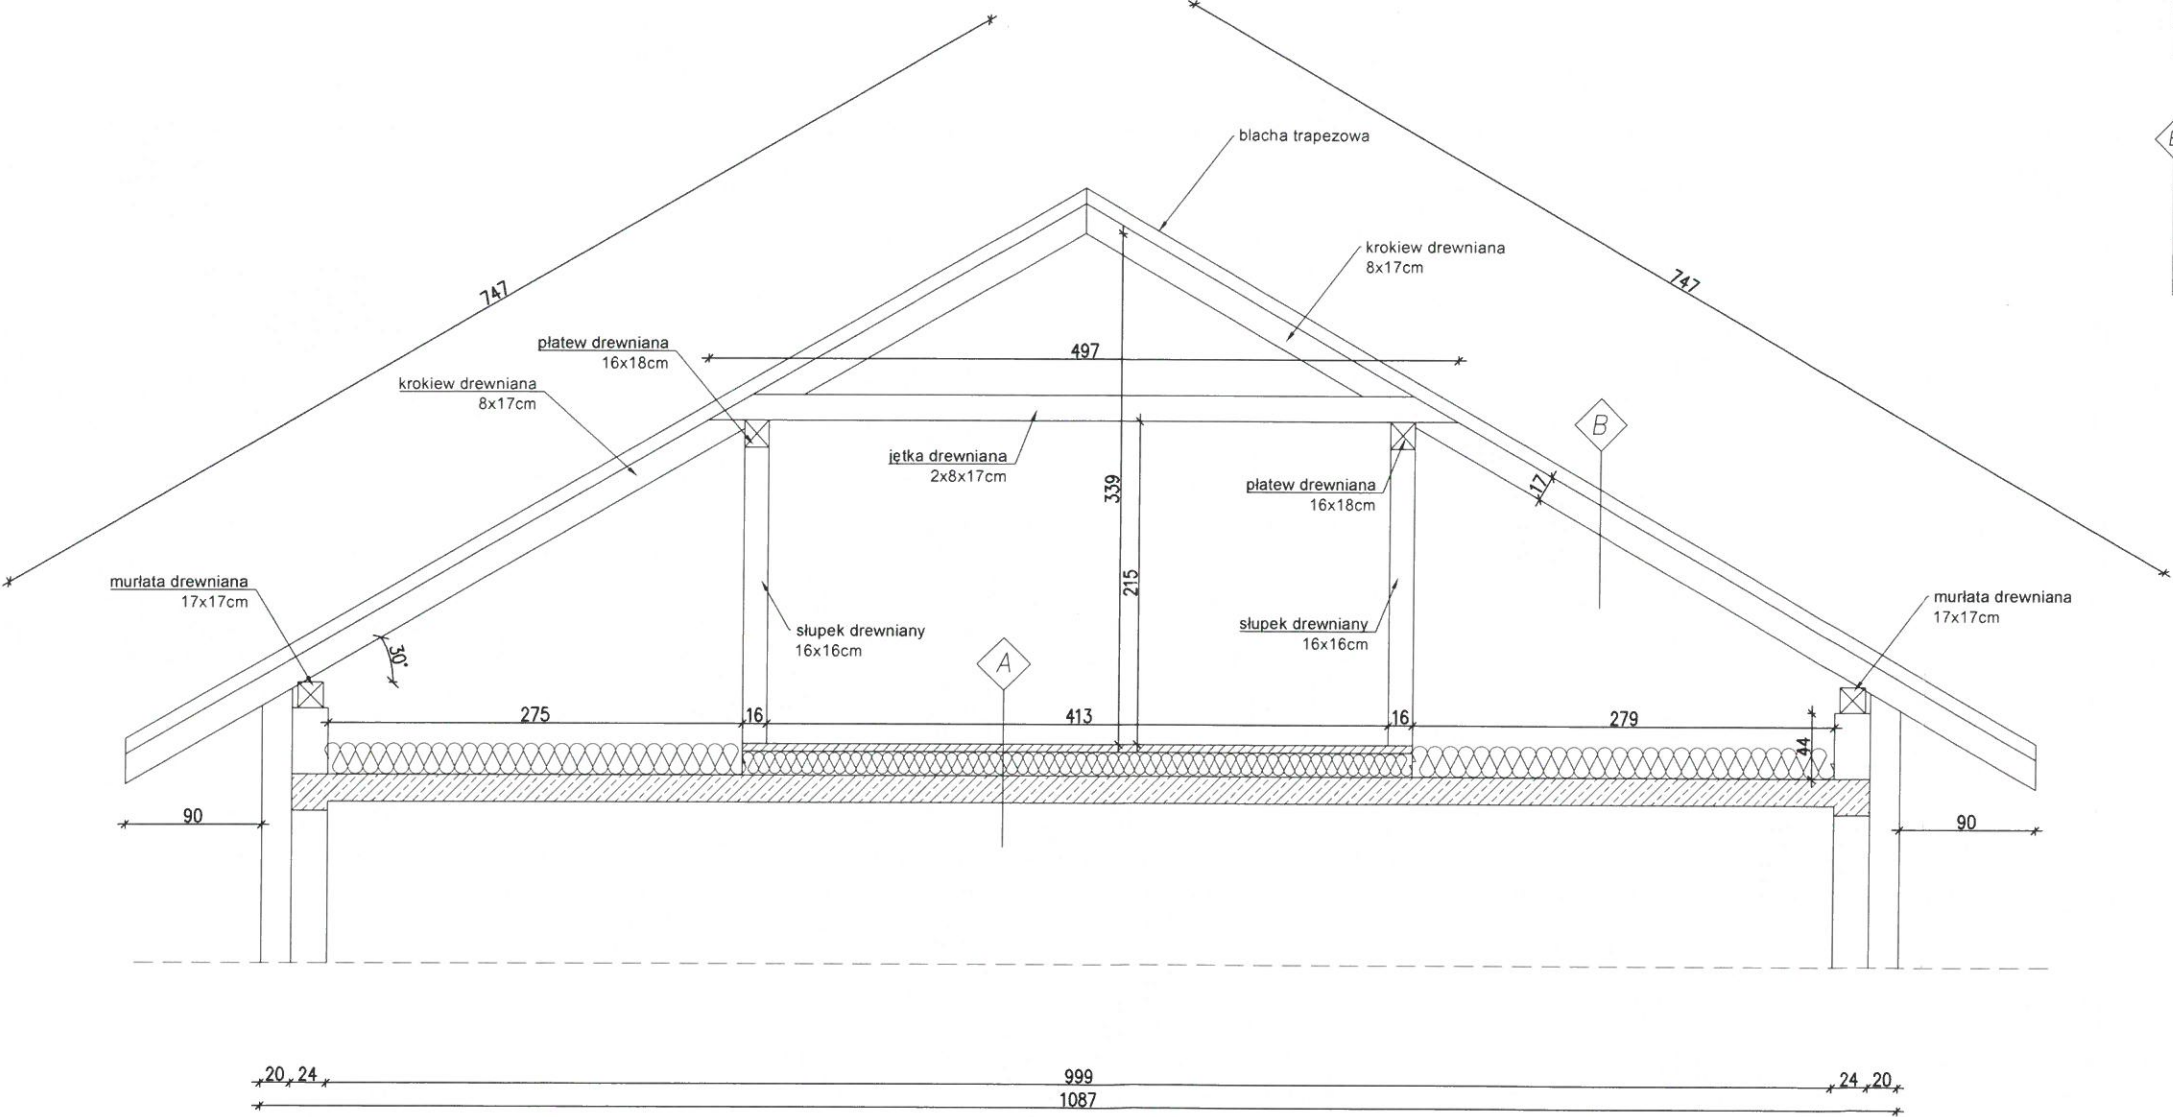 blacha trapezowa
krokiew drewniana
8x17cm
747
747
płatew drewniana
16x18cm
497
krokiew drewniana
8x17cm
B
jętka drewniana
2x8x17cm
339
płatew drewniana
16x18cm
17
murłata drewniana
17x17cm
215
murłata drewniana
17x17cm
słupek drewniany
16x16cm
słupek drewniany
16x16cm
30°
A
275
16
413
16
279
44
90
90
20
24
999
24
20
1087